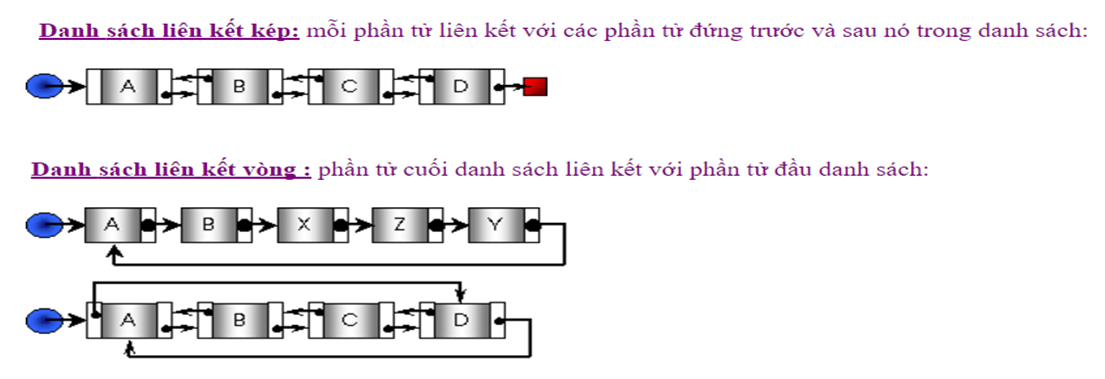 Danh sách liên kết kép: mỗi phần tử liên kết với các phần tử đứng trước và sau nó trong danh sách:
A B C D
Danh sách liên kết vòng : phần tử cuối danh sách liên kết với phần tử đầu danh sách:
A B X Z Y
A B C D